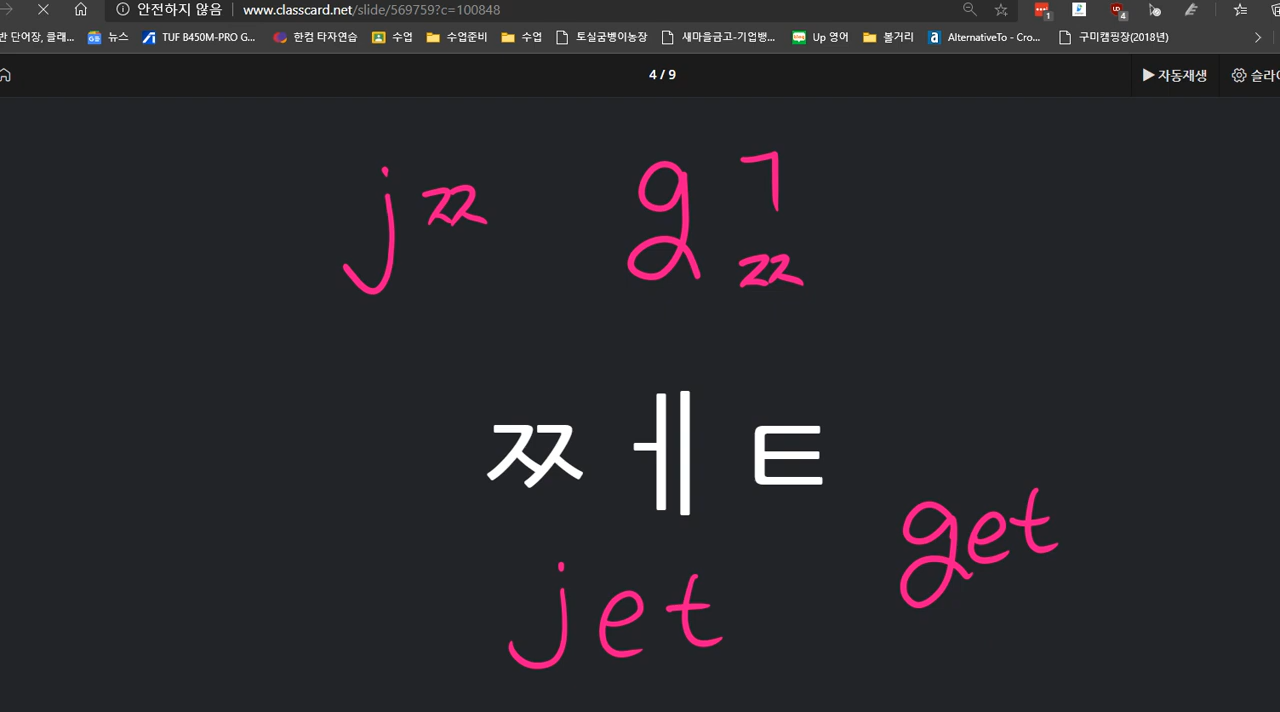 안전하지 않음 www.classcard.net/slide/569759?c=100848
반 단어장, 클래... 뉴스 TUF B450M-PRO G... 한컴 타자연습 수업 수업준비 수업 토실굼벵이농장 새마을금고-기업뱅... Up 영어 볼거리 AlternativeTo - Cro... 구미캠핑장(2018년)
4 / 9 자동재생 슬라이
j ㅉ g ㄱ
ㅉ
ㅉ ㅔ ㅌ
get
jet